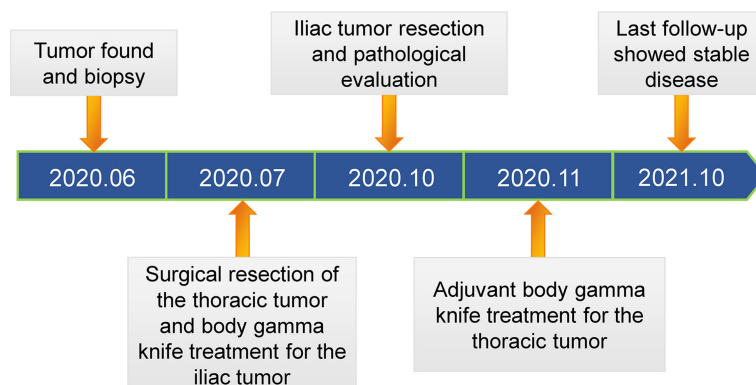 Tumor found
and biopsy
Iliac tumor resection
and pathological
evaluation
Last follow-up
showed stable
disease
2020.06
2020.07
2020.10
2020.11
2021.10
Surgical resection of
the thoracic tumor
and body gamma
knife treatment for the
iliac tumor
Adjuvant body gamma
knife treatment for the
thoracic tumor